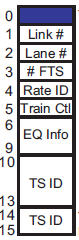 0
1 Link #
2 Lane #
3 # FTS
4 Rate ID
5 Train Ctl
6
EQ Info
9
10
TS ID
13
14 TS ID
15